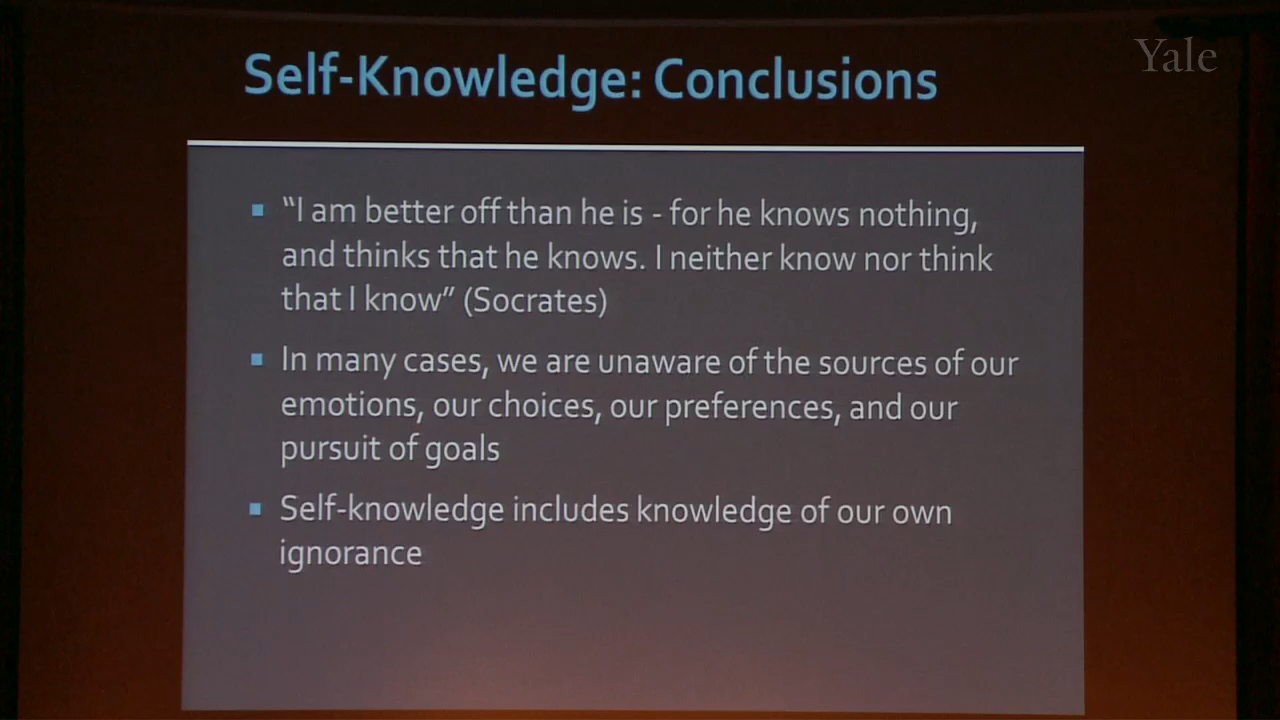 Self-Knowledge: Conclusions
Yale
“I am better off than he is - for he knows nothing,
and thinks that he knows. I neither know nor think
that I know” (Socrates)
In many cases, we are unaware of the sources of our
emotions, our choices, our preferences, and our
pursuit of goals
Self-knowledge includes knowledge of our own
ignorance